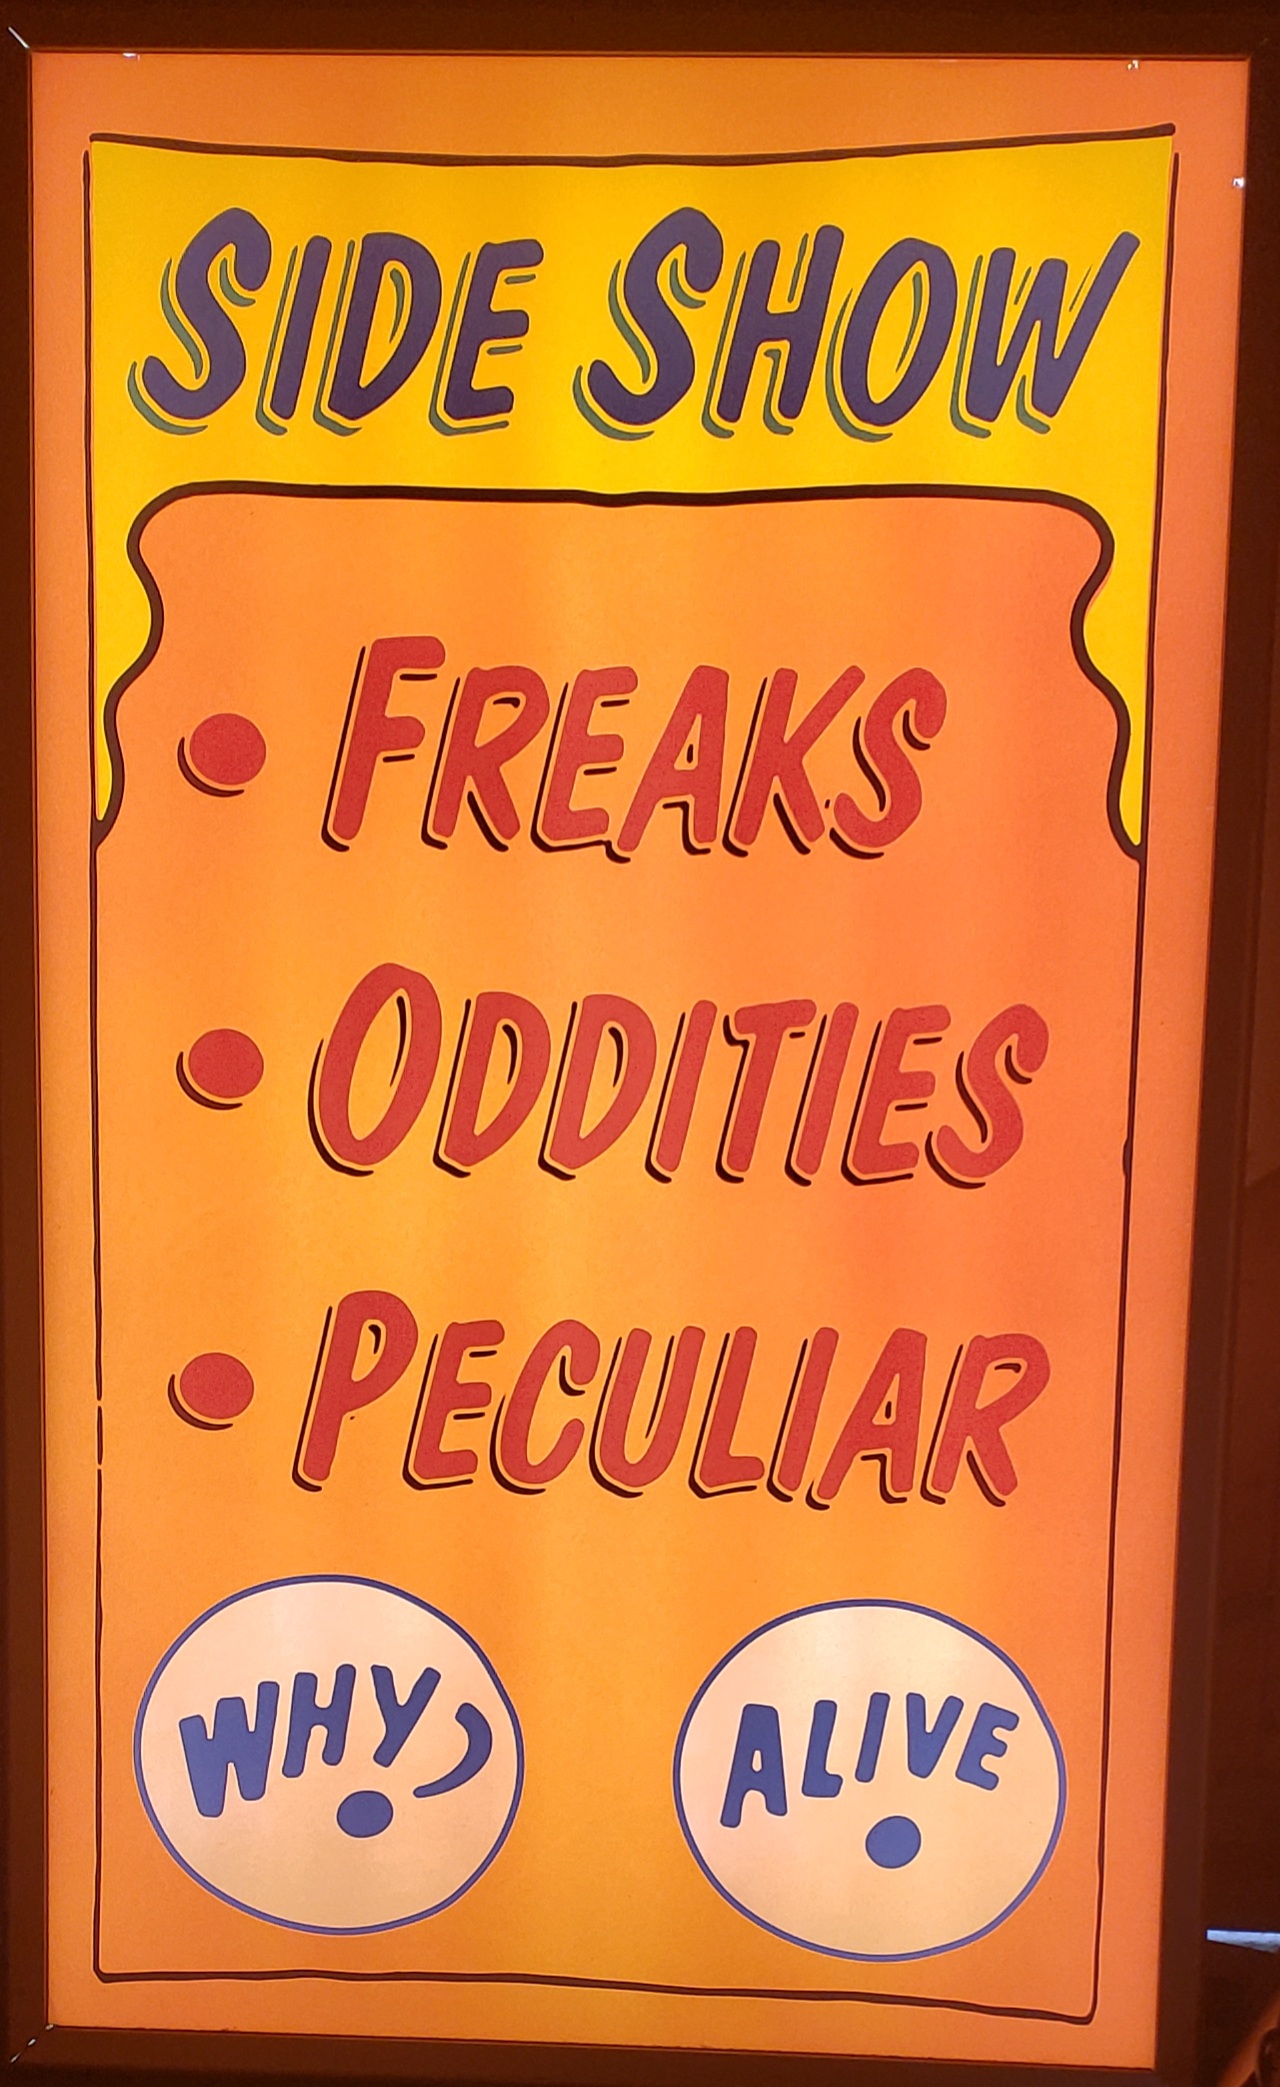 SIDE SHOW
• FREAKS
• ODDITIES
• PECULIAR
WHY?
ALIVE